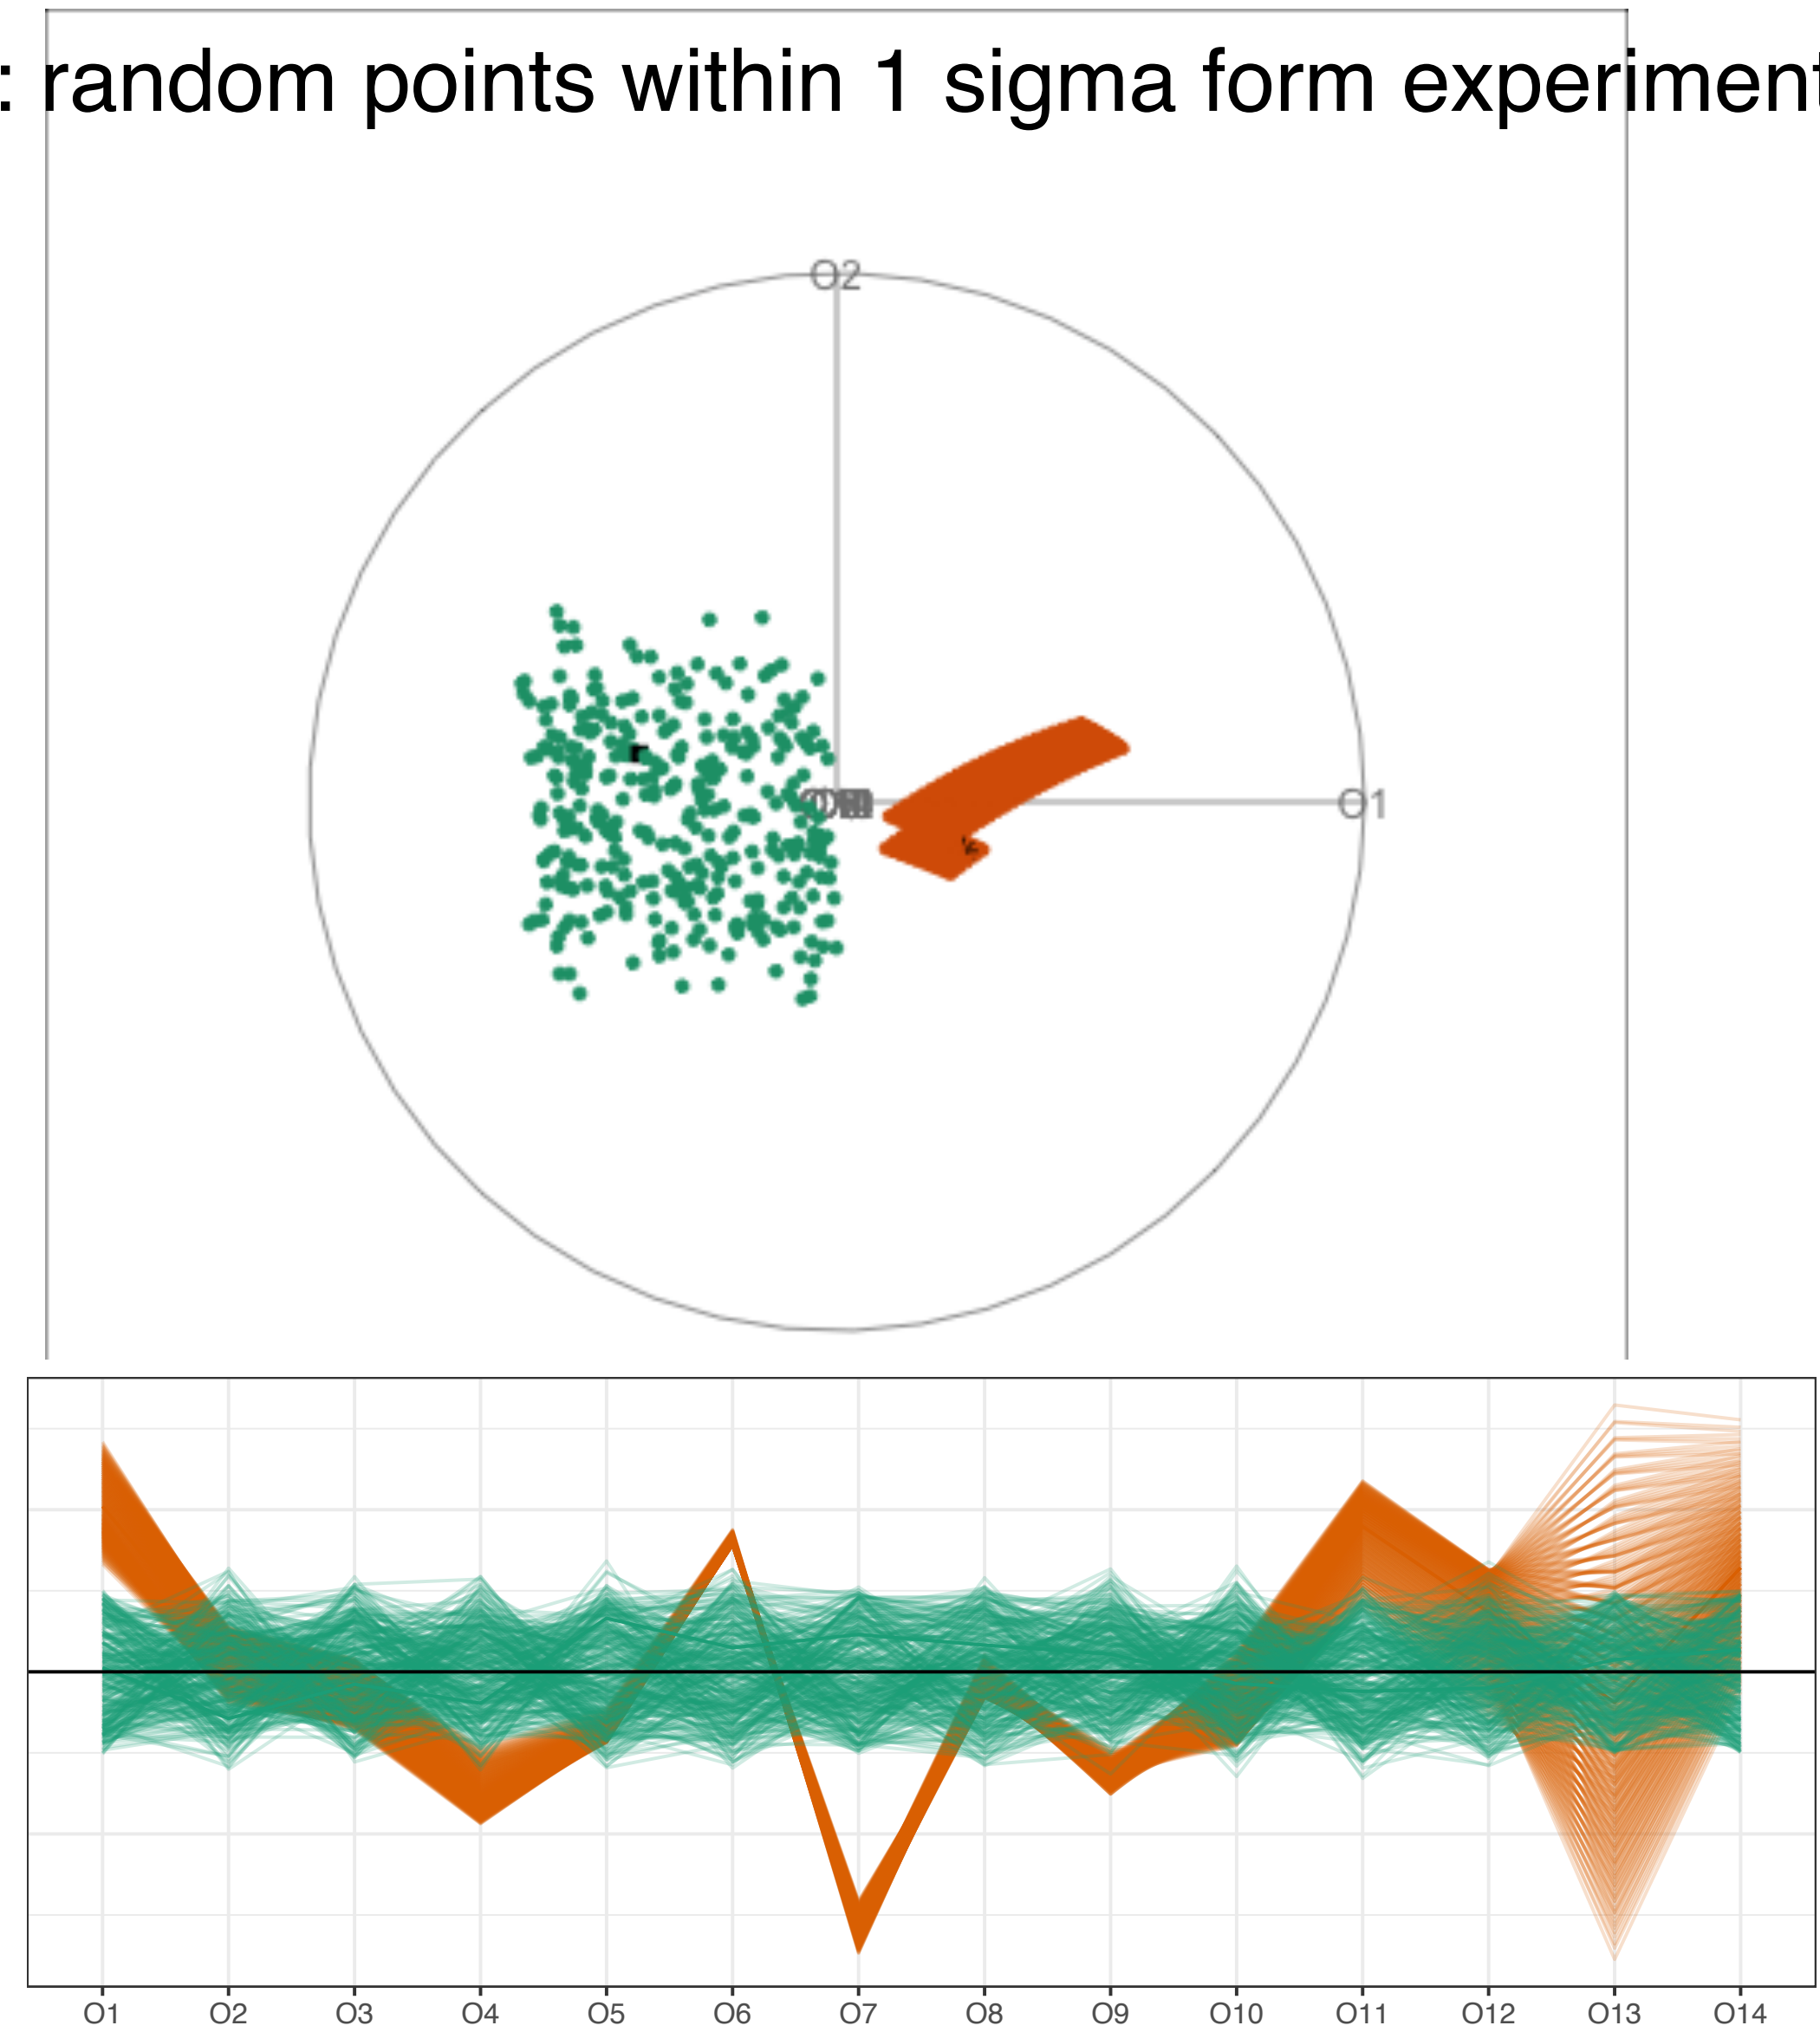 : random points within 1 sigma form experiment
O2
O1
O1 O2 O3 O4 O5 O6 O7 O8 O9 O10 O11 O12 O13 O14